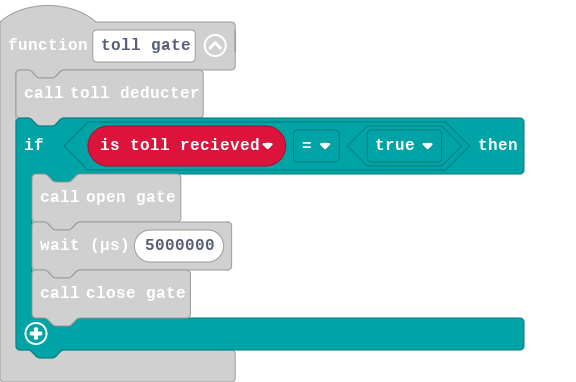 function toll gate
call toll deducter
if is toll recieved = true then
call open gate
wait (µs) 5000000
call close gate